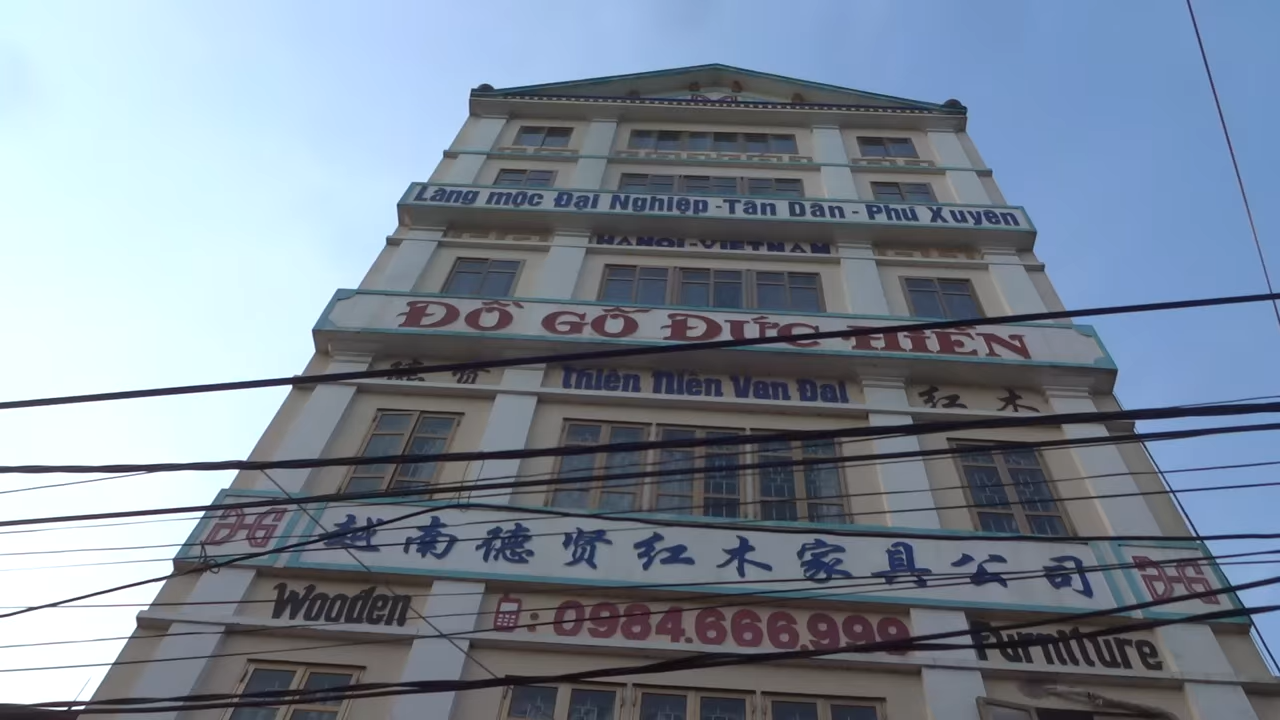 Làng mộc Đại Nghiệp - Tân Dân - Phú Xuyên
HANOI-VIETNAM
ĐỒ GỖ ĐỨC HIỀN
Thiên Niên Vạn Đại
红木
越南德贤红木家具公司
Wooden
: 0984.666.999
Furniture